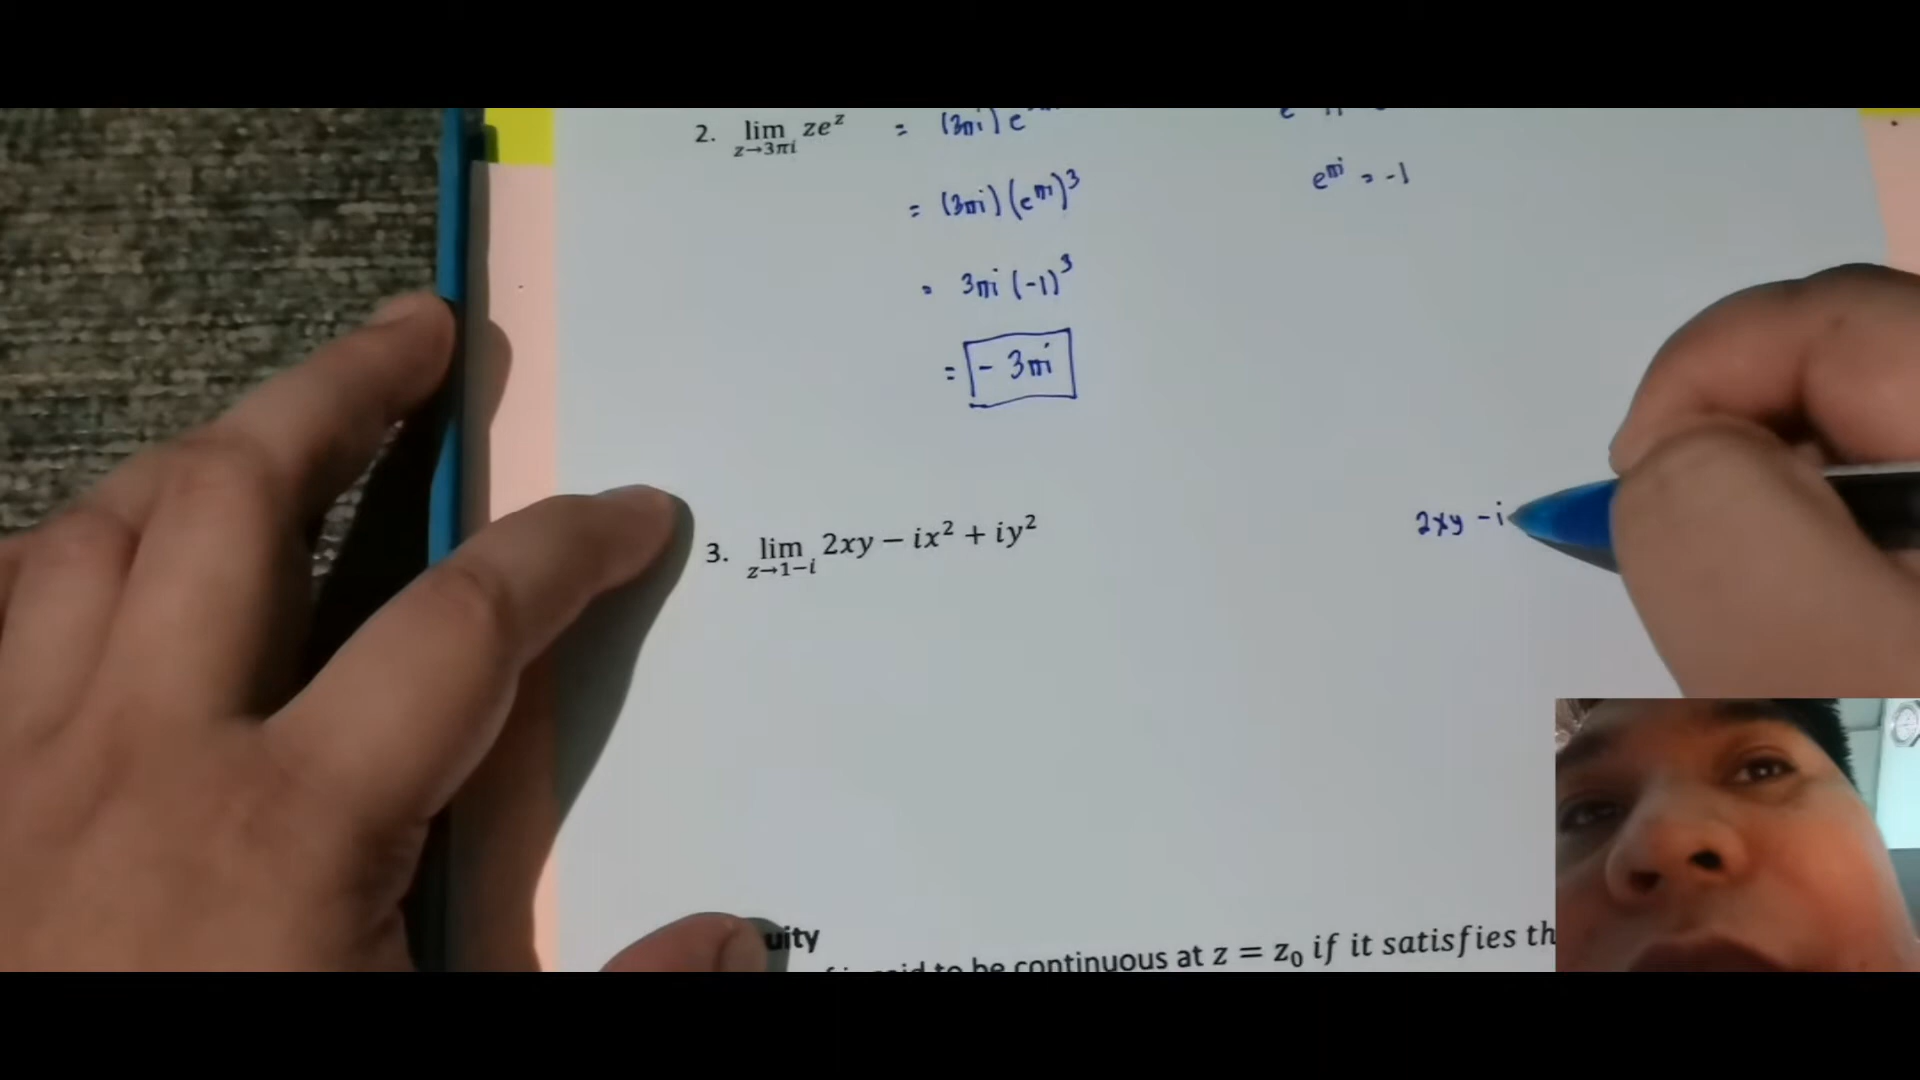 2. lim z→3πi ze^z = (3πi) e
= (3πi) (e^πi)^3
e^πi = -1
= 3πi (-1)^3
= - 3πi
3. lim z→1−i 2xy − ix² + iy²
2xy - i
uity
to be continuous at z = z₀ if it satisfies th